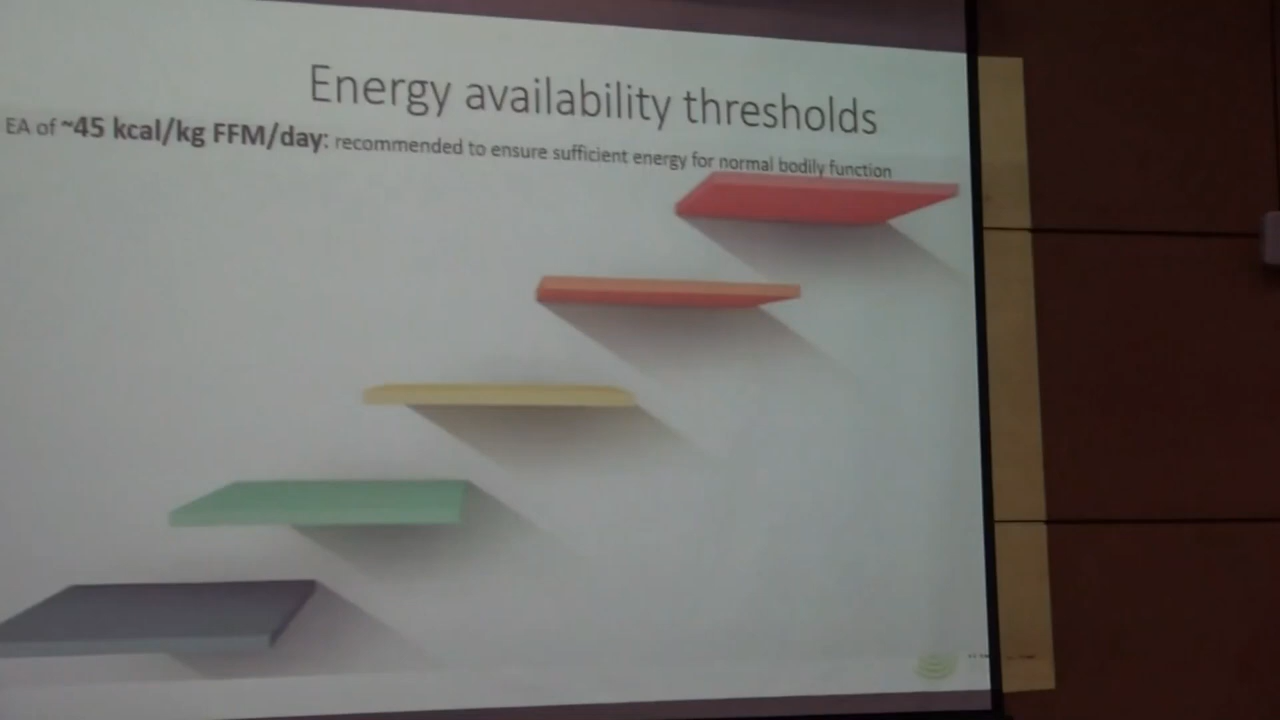 Energy availability thresholds
EA of ~45 kcal/kg FFM/day: recommended to ensure sufficient energy for normal bodily function